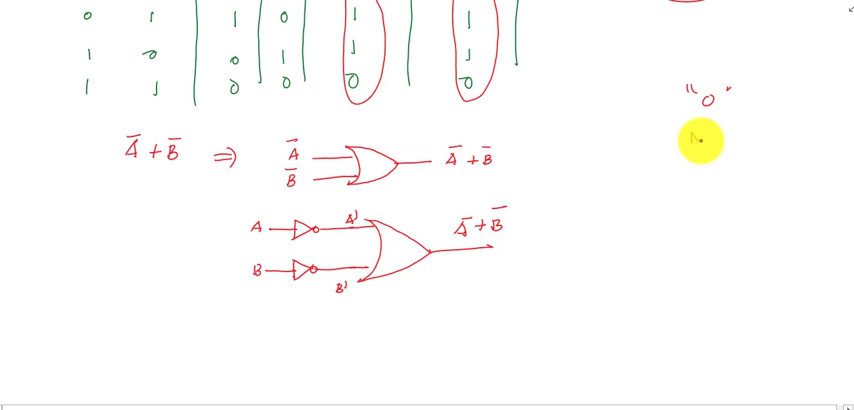 0 1 1 0 1 1
1 0 0 1 1 1
1 1 0 0 0 0
"0"
A̅ + B̅ ⇒ A̅ B̅ A̅ + B̅
A A' A̅ + B̅
B B'